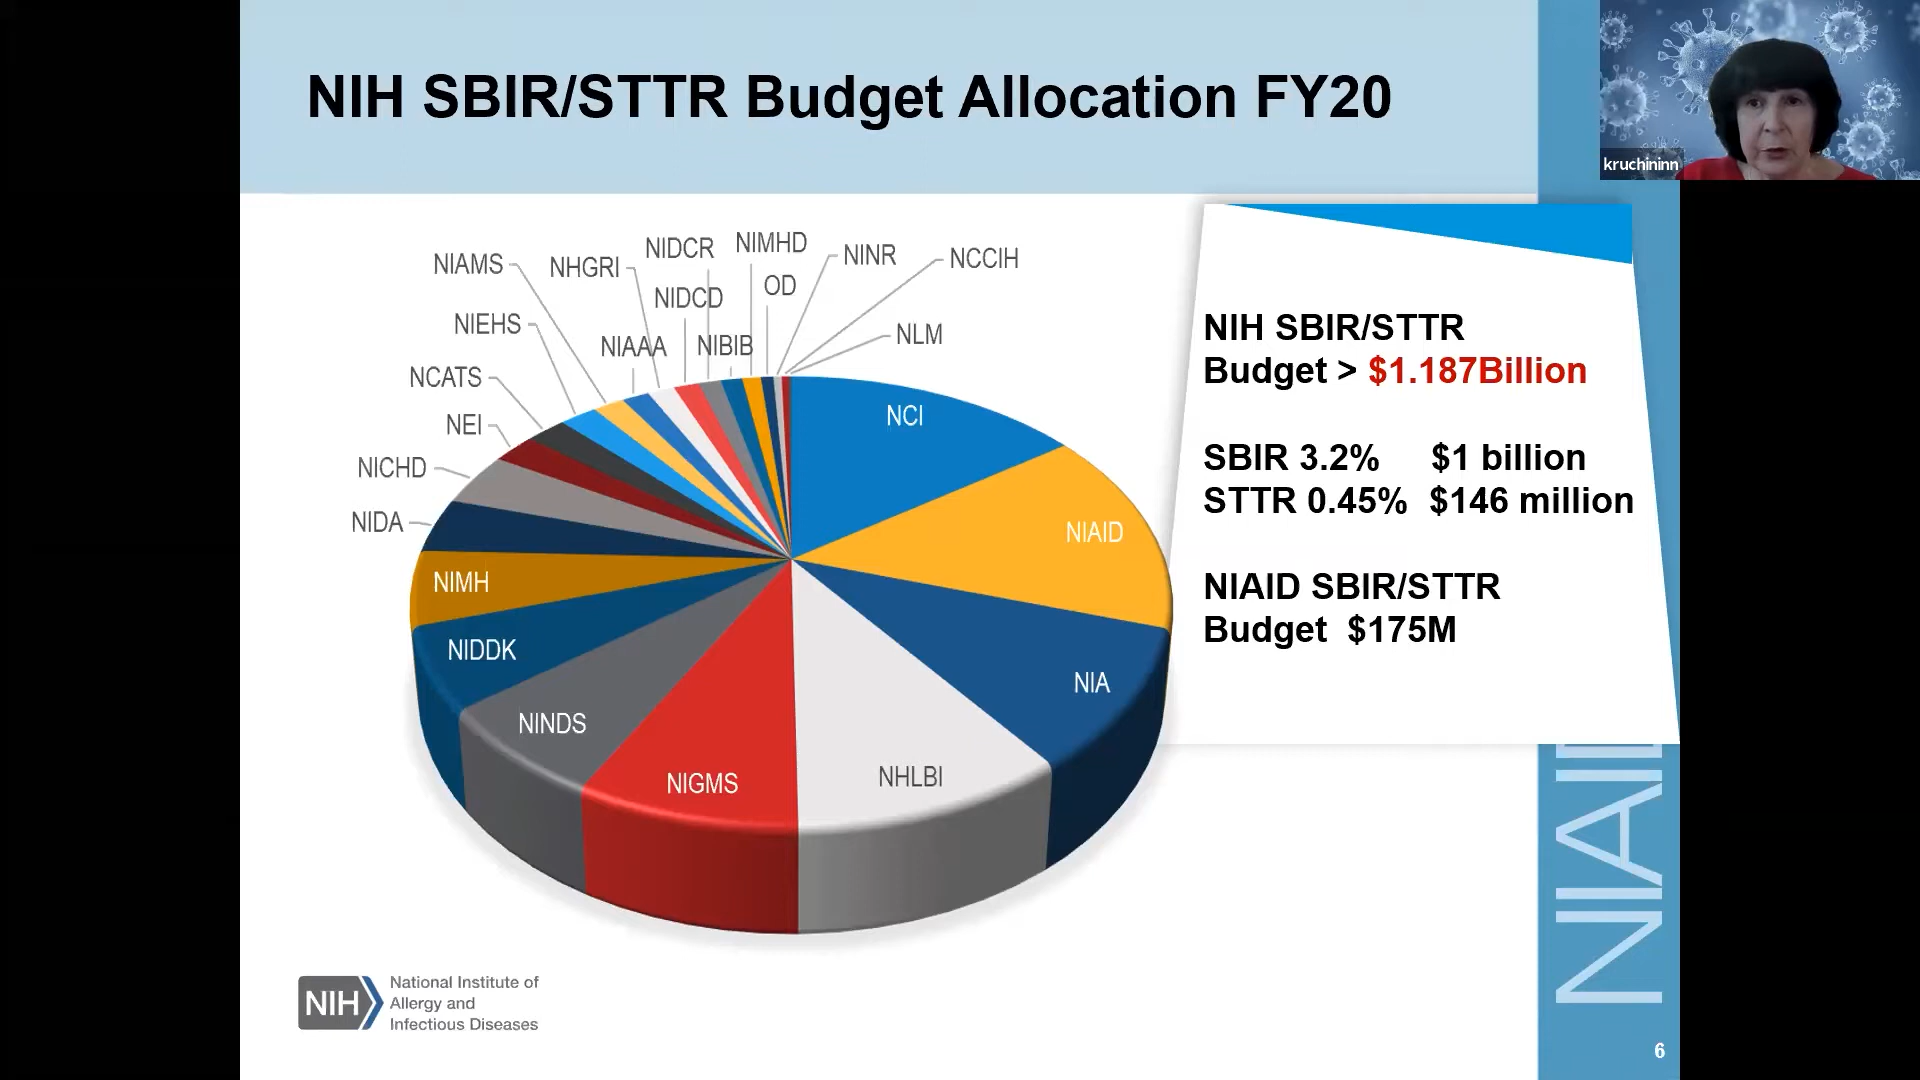 NIH SBIR/STTR Budget Allocation FY20
kruchininn
NIAMS
NHGRI
NIDCR
NIMHD
NINR
NCCIH
NIDCD
OD
NIEHS
NIAAA
NIBIB
NLM
NCATS
NEI
NICHD
NIDA
NCI
NIAID
NIMH
NIDDK
NIA
NINDS
NIGMS
NHLBI
NIH SBIR/STTR
Budget > $1.187Billion
SBIR 3.2% $1 billion
STTR 0.45% $146 million
NIAID SBIR/STTR
Budget $175M
NIAID
NIH
National Institute of
Allergy and
Infectious Diseases
6